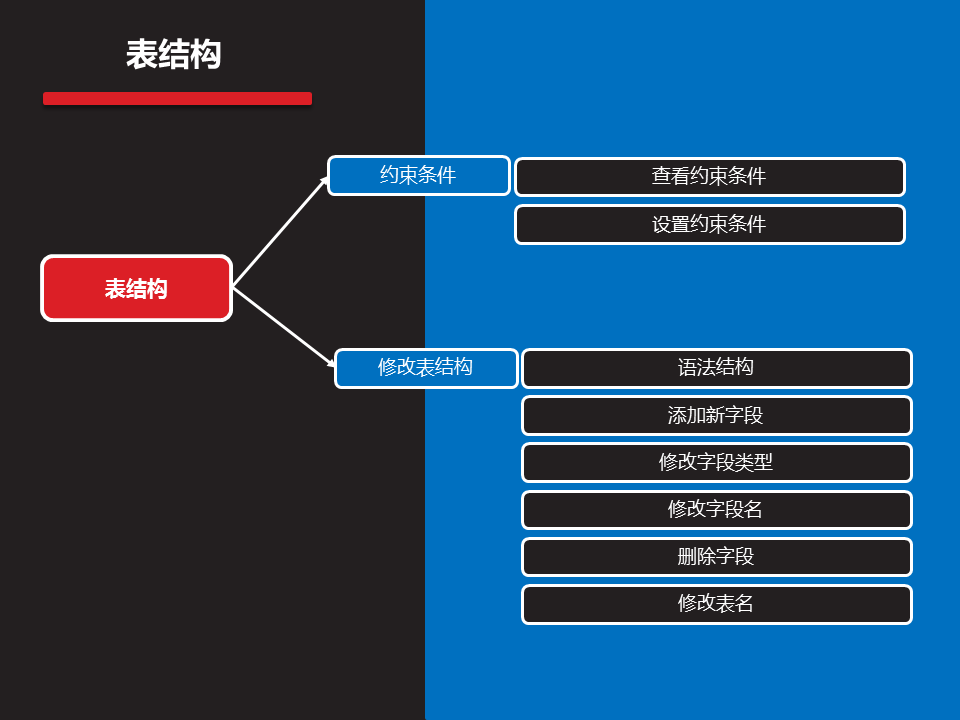 表结构
表结构
约束条件
查看约束条件
设置约束条件
修改表结构
语法结构
添加新字段
修改字段类型
修改字段名
删除字段
修改表名